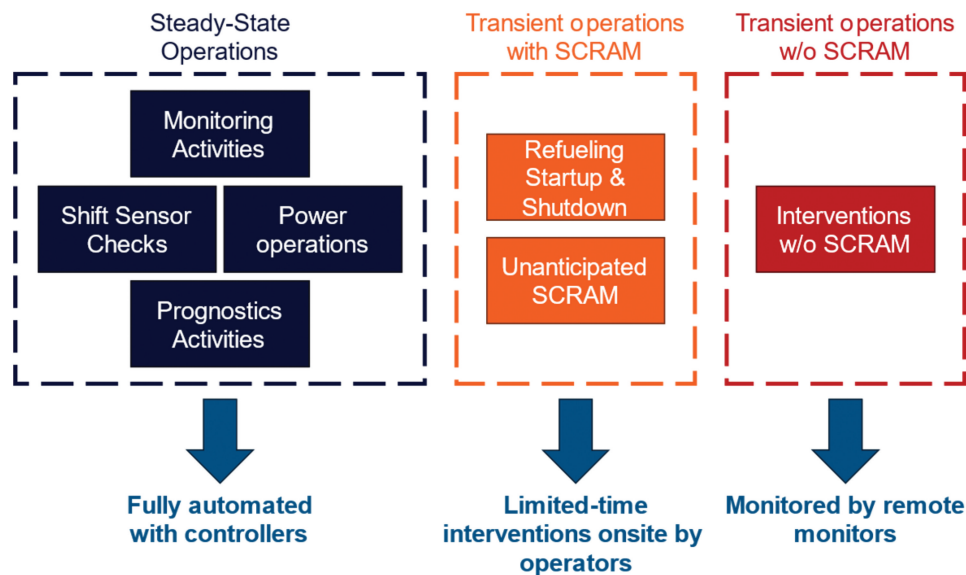 Steady-State
Operations
Monitoring
Activities
Shift Sensor
Checks
Power
operations
Prognostics
Activities
Fully automated
with controllers
Transient operations
with SCRAM
Refueling
Startup &
Shutdown
Unanticipated
SCRAM
Limited-time
interventions onsite by
operators
Transient operations
w/o SCRAM
Interventions
w/o SCRAM
Monitored by remote
monitors